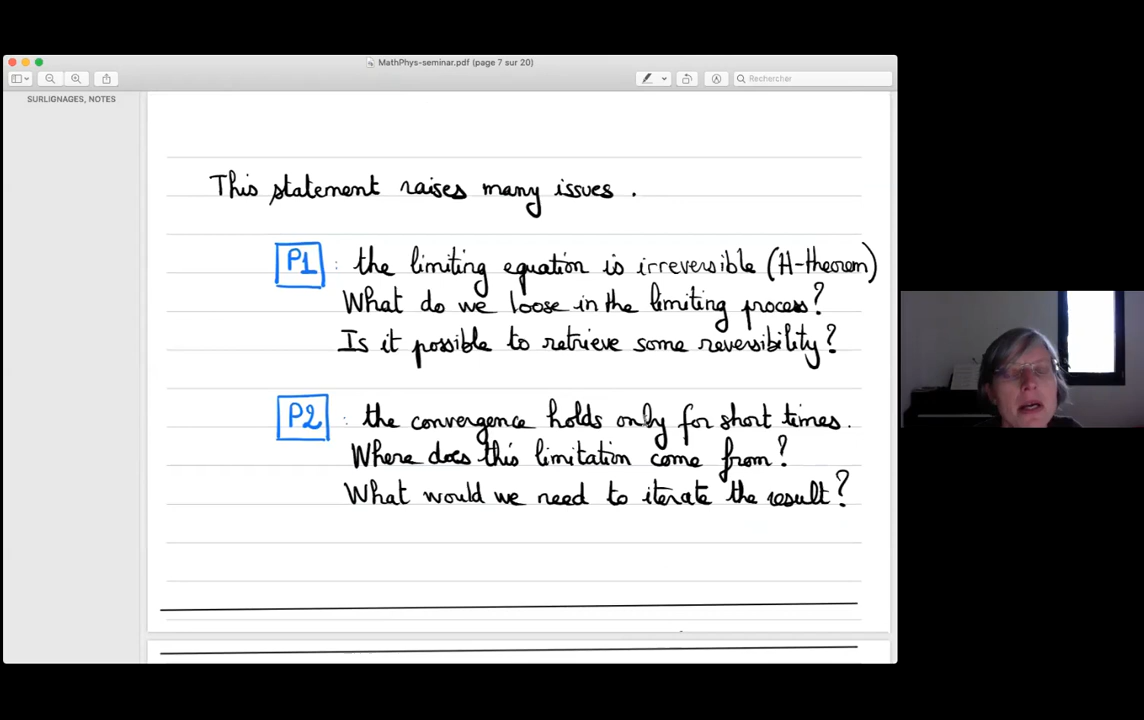 MathPhys-seminar.pdf (page 7 sur 20)
Rechercher
SURLIGNAGES, NOTES
This statement raises many issues.
P1 : the limiting equation is irreversible (H-theorem)
What do we loose in the limiting process?
Is it possible to retrieve some reversibility?
P2 : the convergence holds only for short times.
Where does this limitation come from?
What would we need to iterate the result?